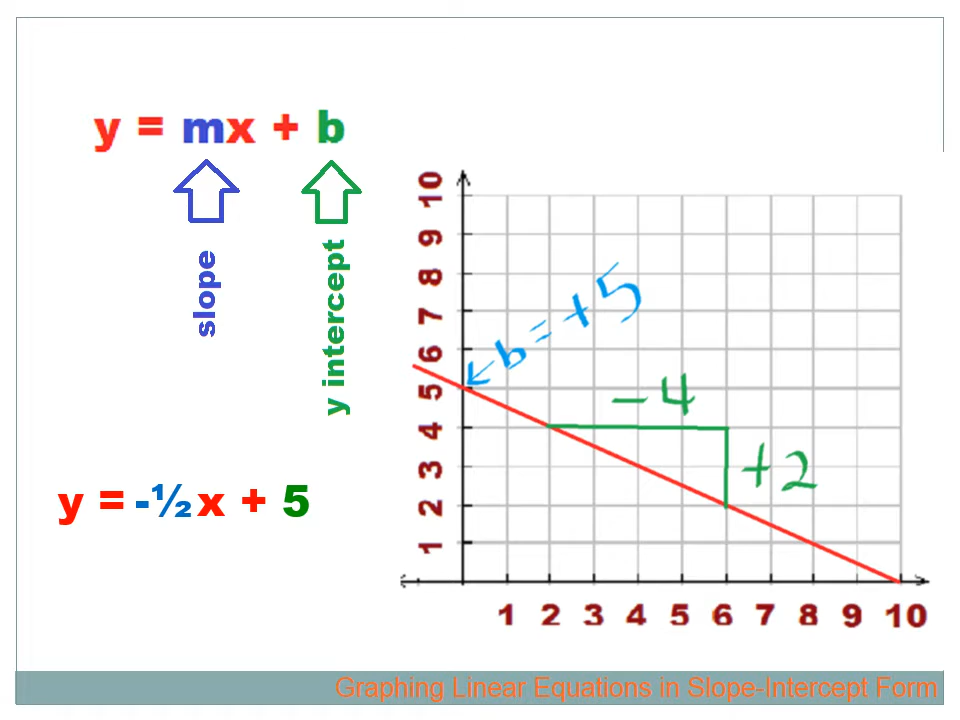 y = mx + b
slope
y intercept
y = -½ x + 5
10
9
8
7
6
5
4
3
2
1
b = +5
-4
+2
1 2 3 4 5 6 7 8 9 10
Graphing Linear Equations in Slope-Intercept Form